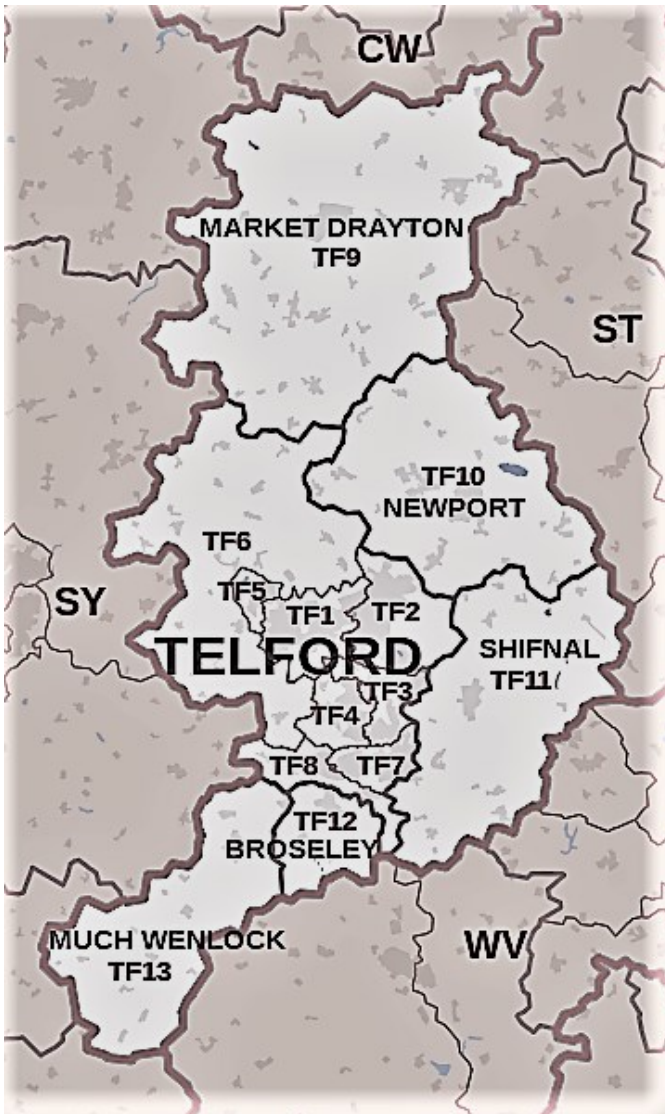 CW
MARKET DRAYTON
TF9
ST
TF10
NEWPORT
TF6
TF5
SY
TF1
TF2
TELFORD
SHIFNAL
TF11
TF3
TF4
TF8
TF7
TF12
BROSELEY
MUCH WENLOCK
TF13
WV